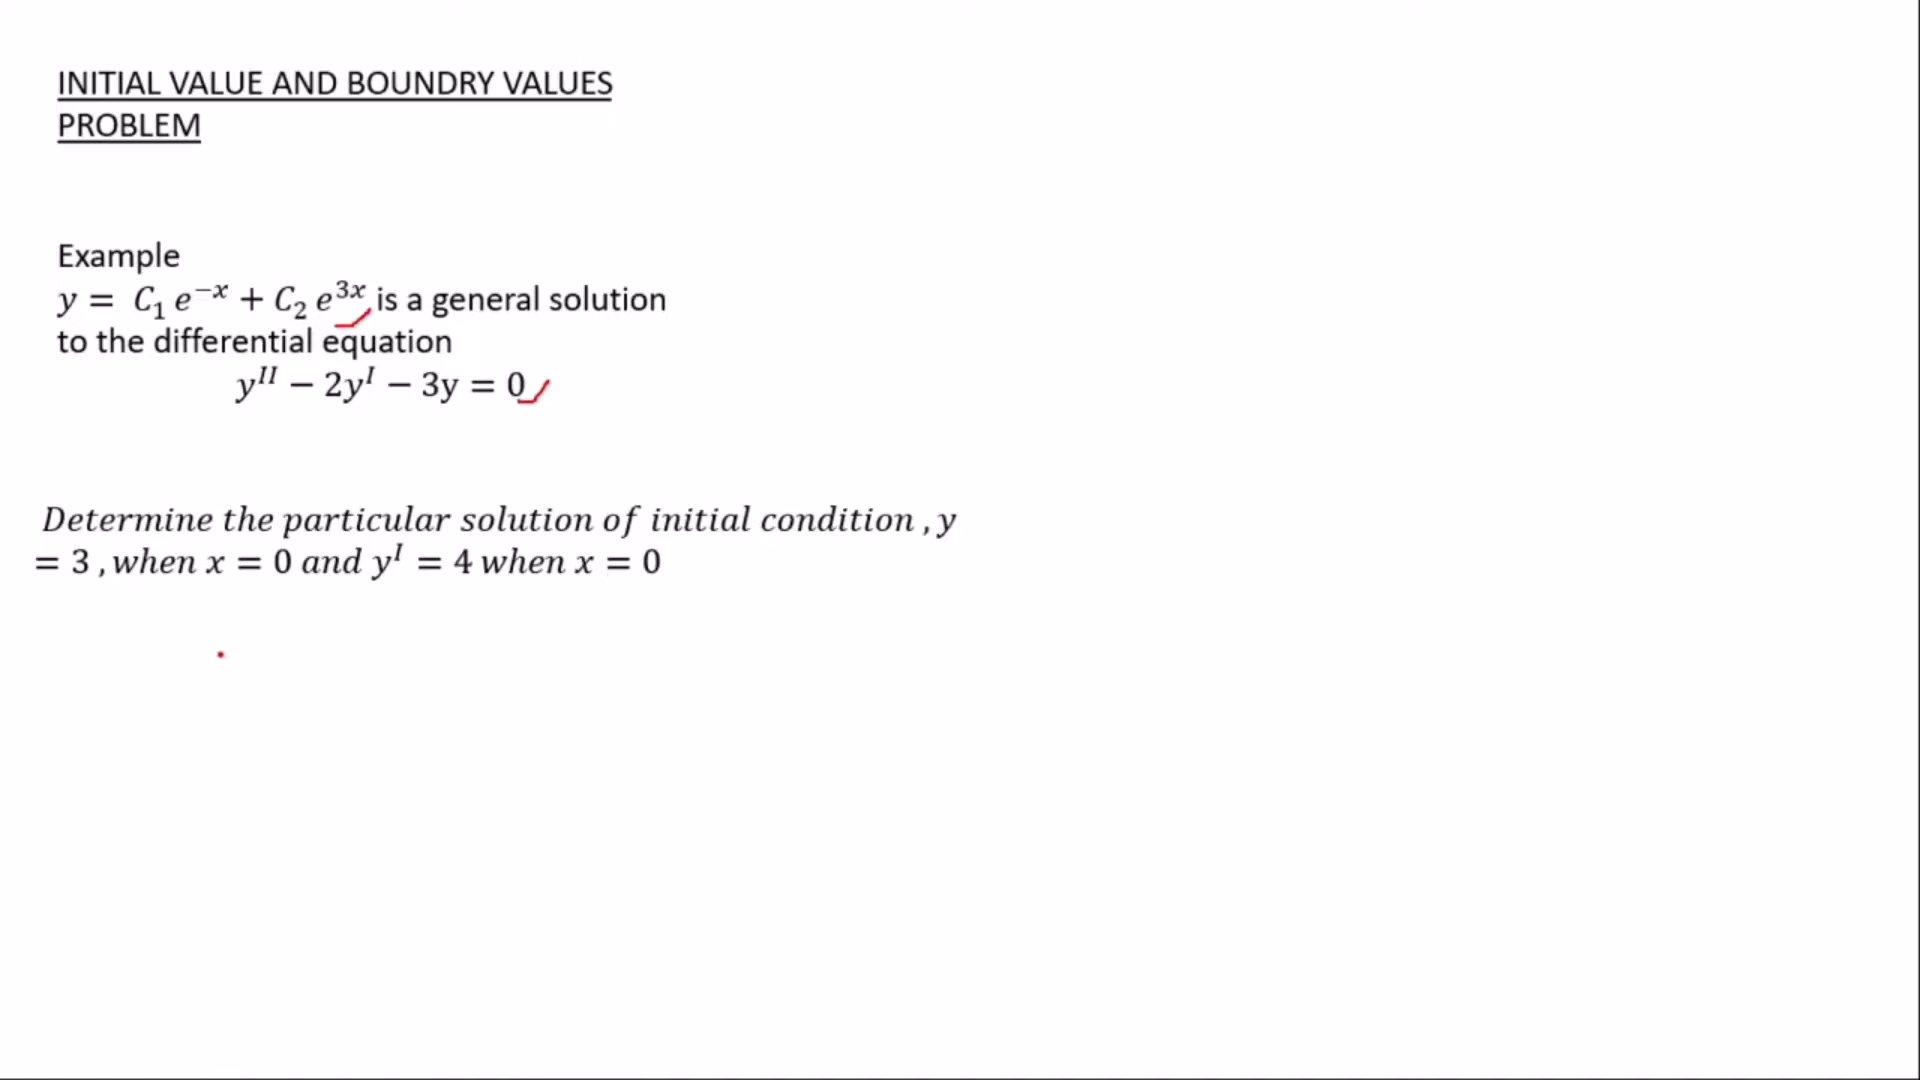 INITIAL VALUE AND BOUNDRY VALUES
PROBLEM
Example
y = C₁ e⁻ˣ + C₂ e³ˣ is a general solution
to the differential equation
yᴵᴵ − 2yᴵ − 3y = 0
Determine the particular solution of initial condition , y
= 3 , when x = 0 and yᴵ = 4 when x = 0